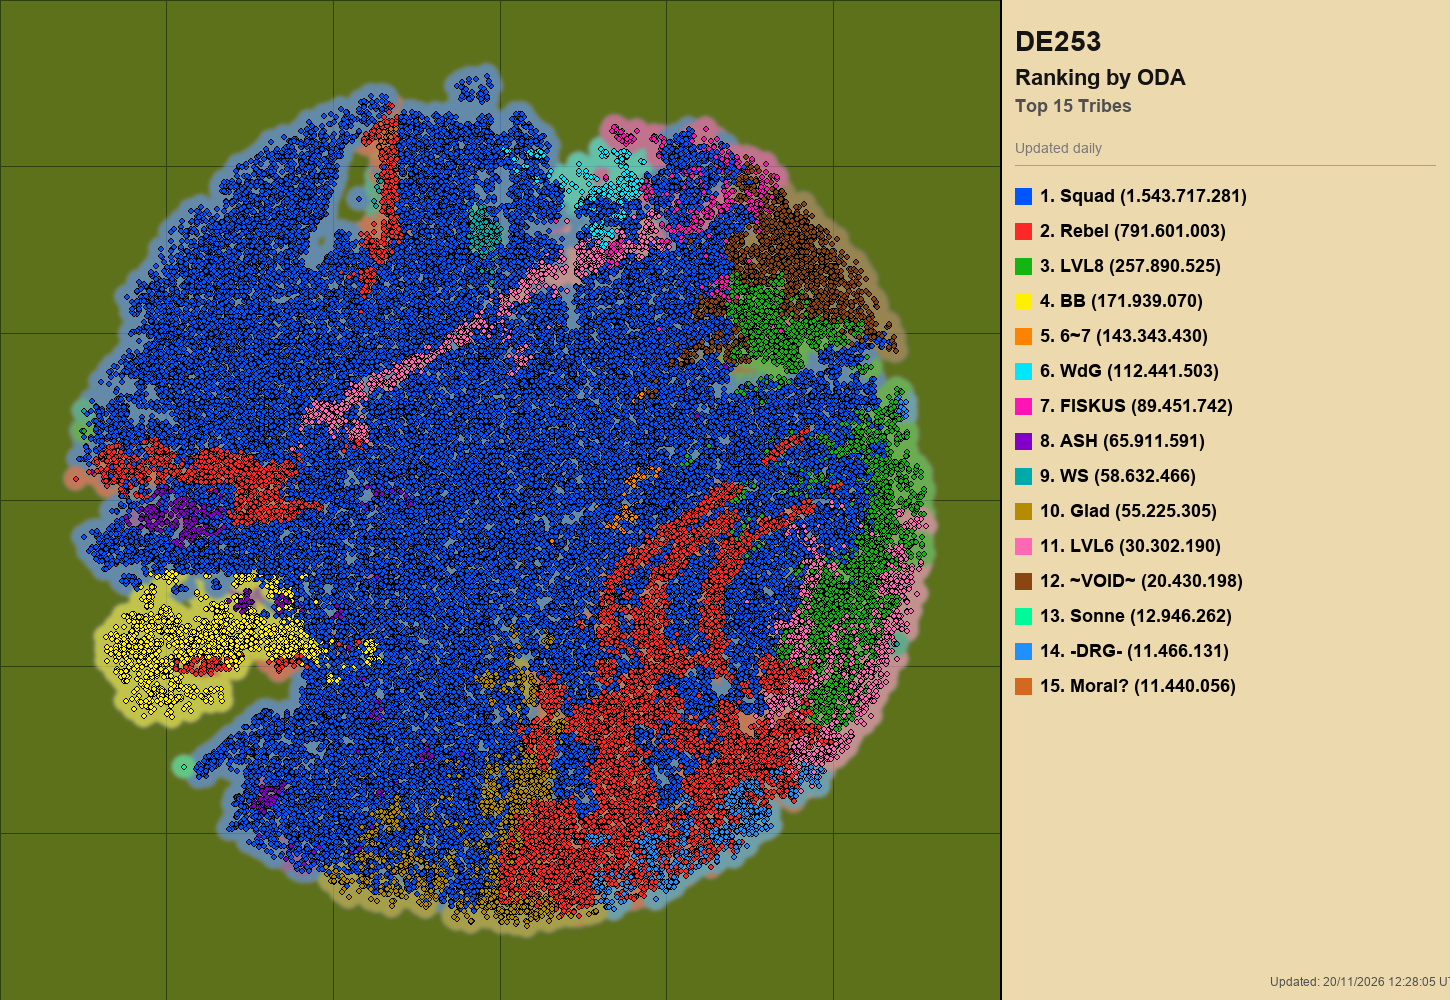 DE253
Ranking by ODA
Top 15 Tribes
Updated daily
1. Squad (1.543.717.281)
2. Rebel (791.601.003)
3. LVL8 (257.890.525)
4. BB (171.939.070)
5. 6~7 (143.343.430)
6. WdG (112.441.503)
7. FISKUS (89.451.742)
8. ASH (65.911.591)
9. WS (58.632.466)
10. Glad (55.225.305)
11. LVL6 (30.302.190)
12. ~VOID~ (20.430.198)
13. Sonne (12.946.262)
14. -DRG- (11.466.131)
15. Moral? (11.440.056)
Updated: 20/11/2026 12:28:05 U